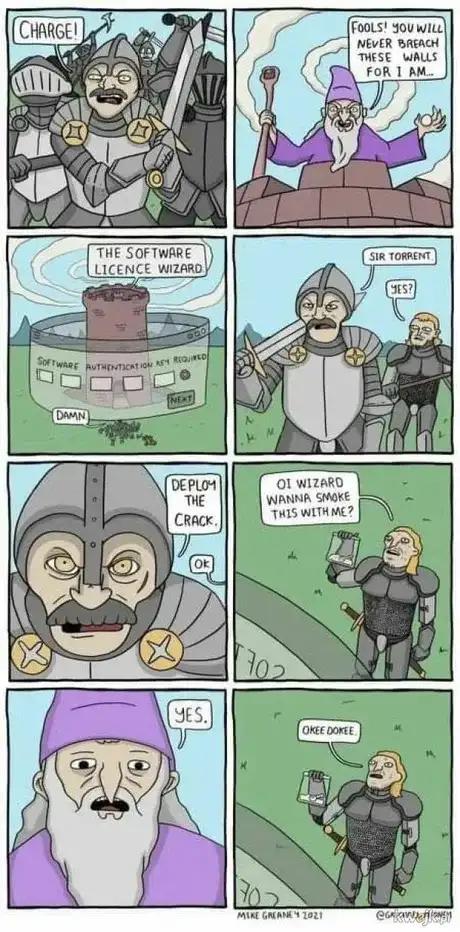 CHARGE!
FOOLS! YOU WILL
NEVER BREACH
THESE WALLS
FOR I AM...
THE SOFTWARE
LICENCE WIZARD.
SOFTWARE AUTHENTICATION KEY REQUIRED
NEXT
DAMN.
SIR TORRENT.
YES?
DEPLOY
THE
CRACK.
OK
OI WIZARD
WANNA SMOKE
THIS WITH ME?
YES.
OKEE DOKEE.
MIKE GREANEY 2021